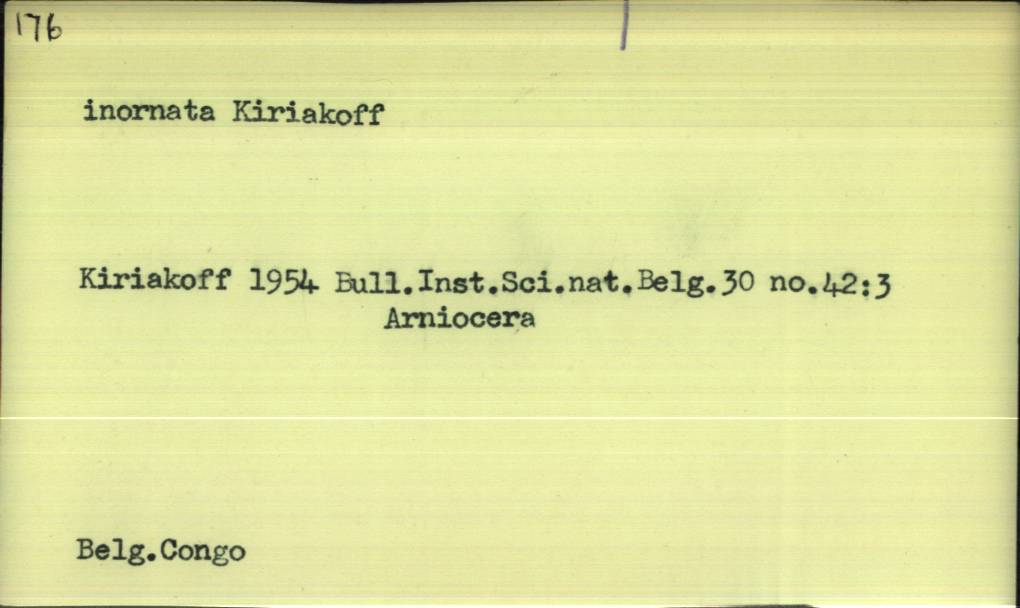 176
inornata Kiriakoff
Kiriakoff 1954 Bull.Inst.Sci.nat.Belg.30 no.42:3
Arniocera
Belg.Congo